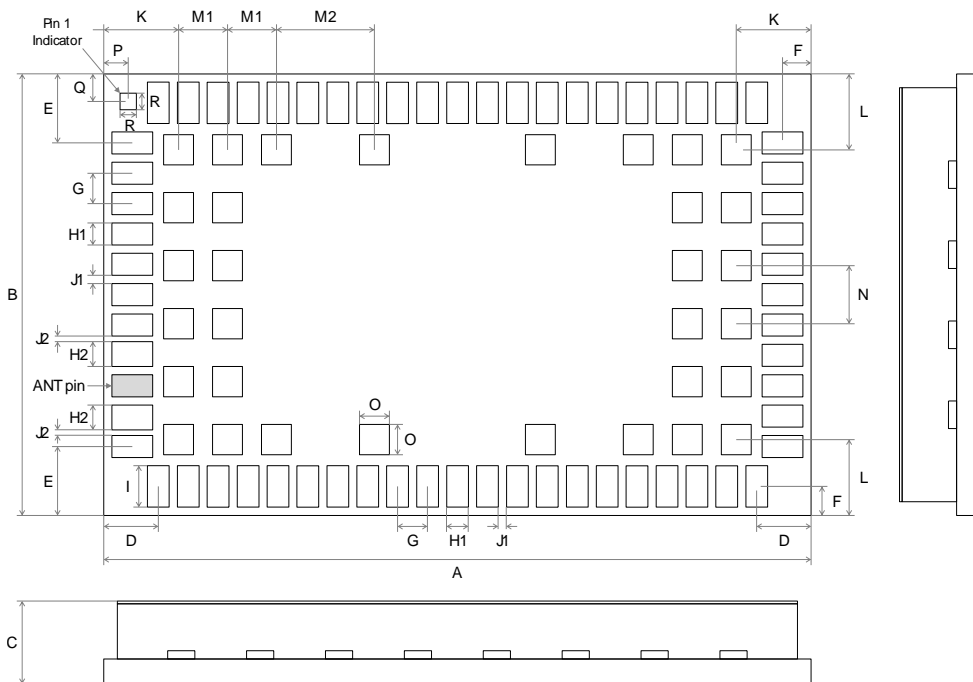 Pin 1
Indicator
K M1 M1 M2 K
P F
Q
E R L
R
G
H1
J1
B N
J2
H2
ANT pin
O
H2 O
J2
E I L
F
D G H1 J1 D
A
C